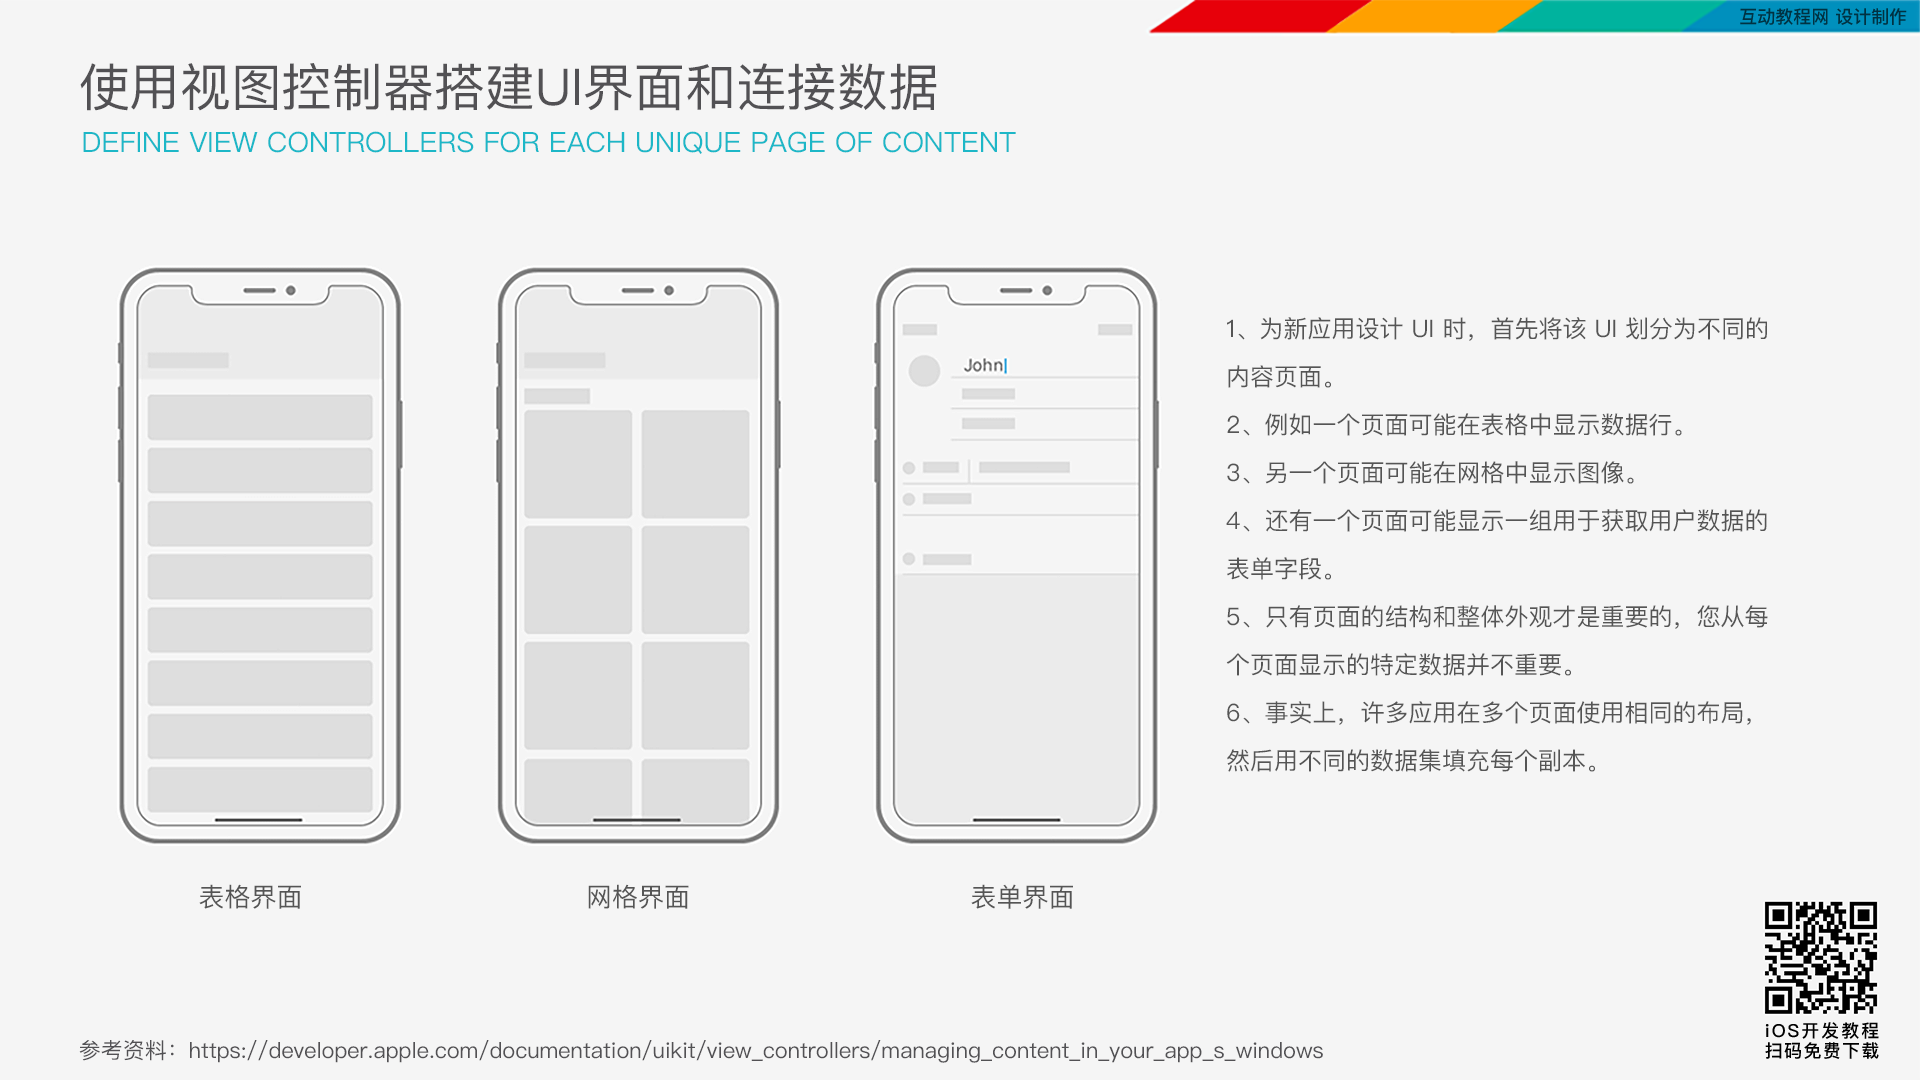 互动教程网 设计制作
使用视图控制器搭建UI界面和连接数据
DEFINE VIEW CONTROLLERS FOR EACH UNIQUE PAGE OF CONTENT
John
1、为新应用设计 UI 时，首先将该 UI 划分为不同的
内容页面。
2、例如一个页面可能在表格中显示数据行。
3、另一个页面可能在网格中显示图像。
4、还有一个页面可能显示一组用于获取用户数据的
表单字段。
5、只有页面的结构和整体外观才是重要的，您从每
个页面显示的特定数据并不重要。
6、事实上，许多应用在多个页面使用相同的布局，
然后用不同的数据集填充每个副本。
表格界面
网格界面
表单界面
iOS开发教程
扫码免费下载
参考资料：https://developer.apple.com/documentation/uikit/view_controllers/managing_content_in_your_app_s_windows